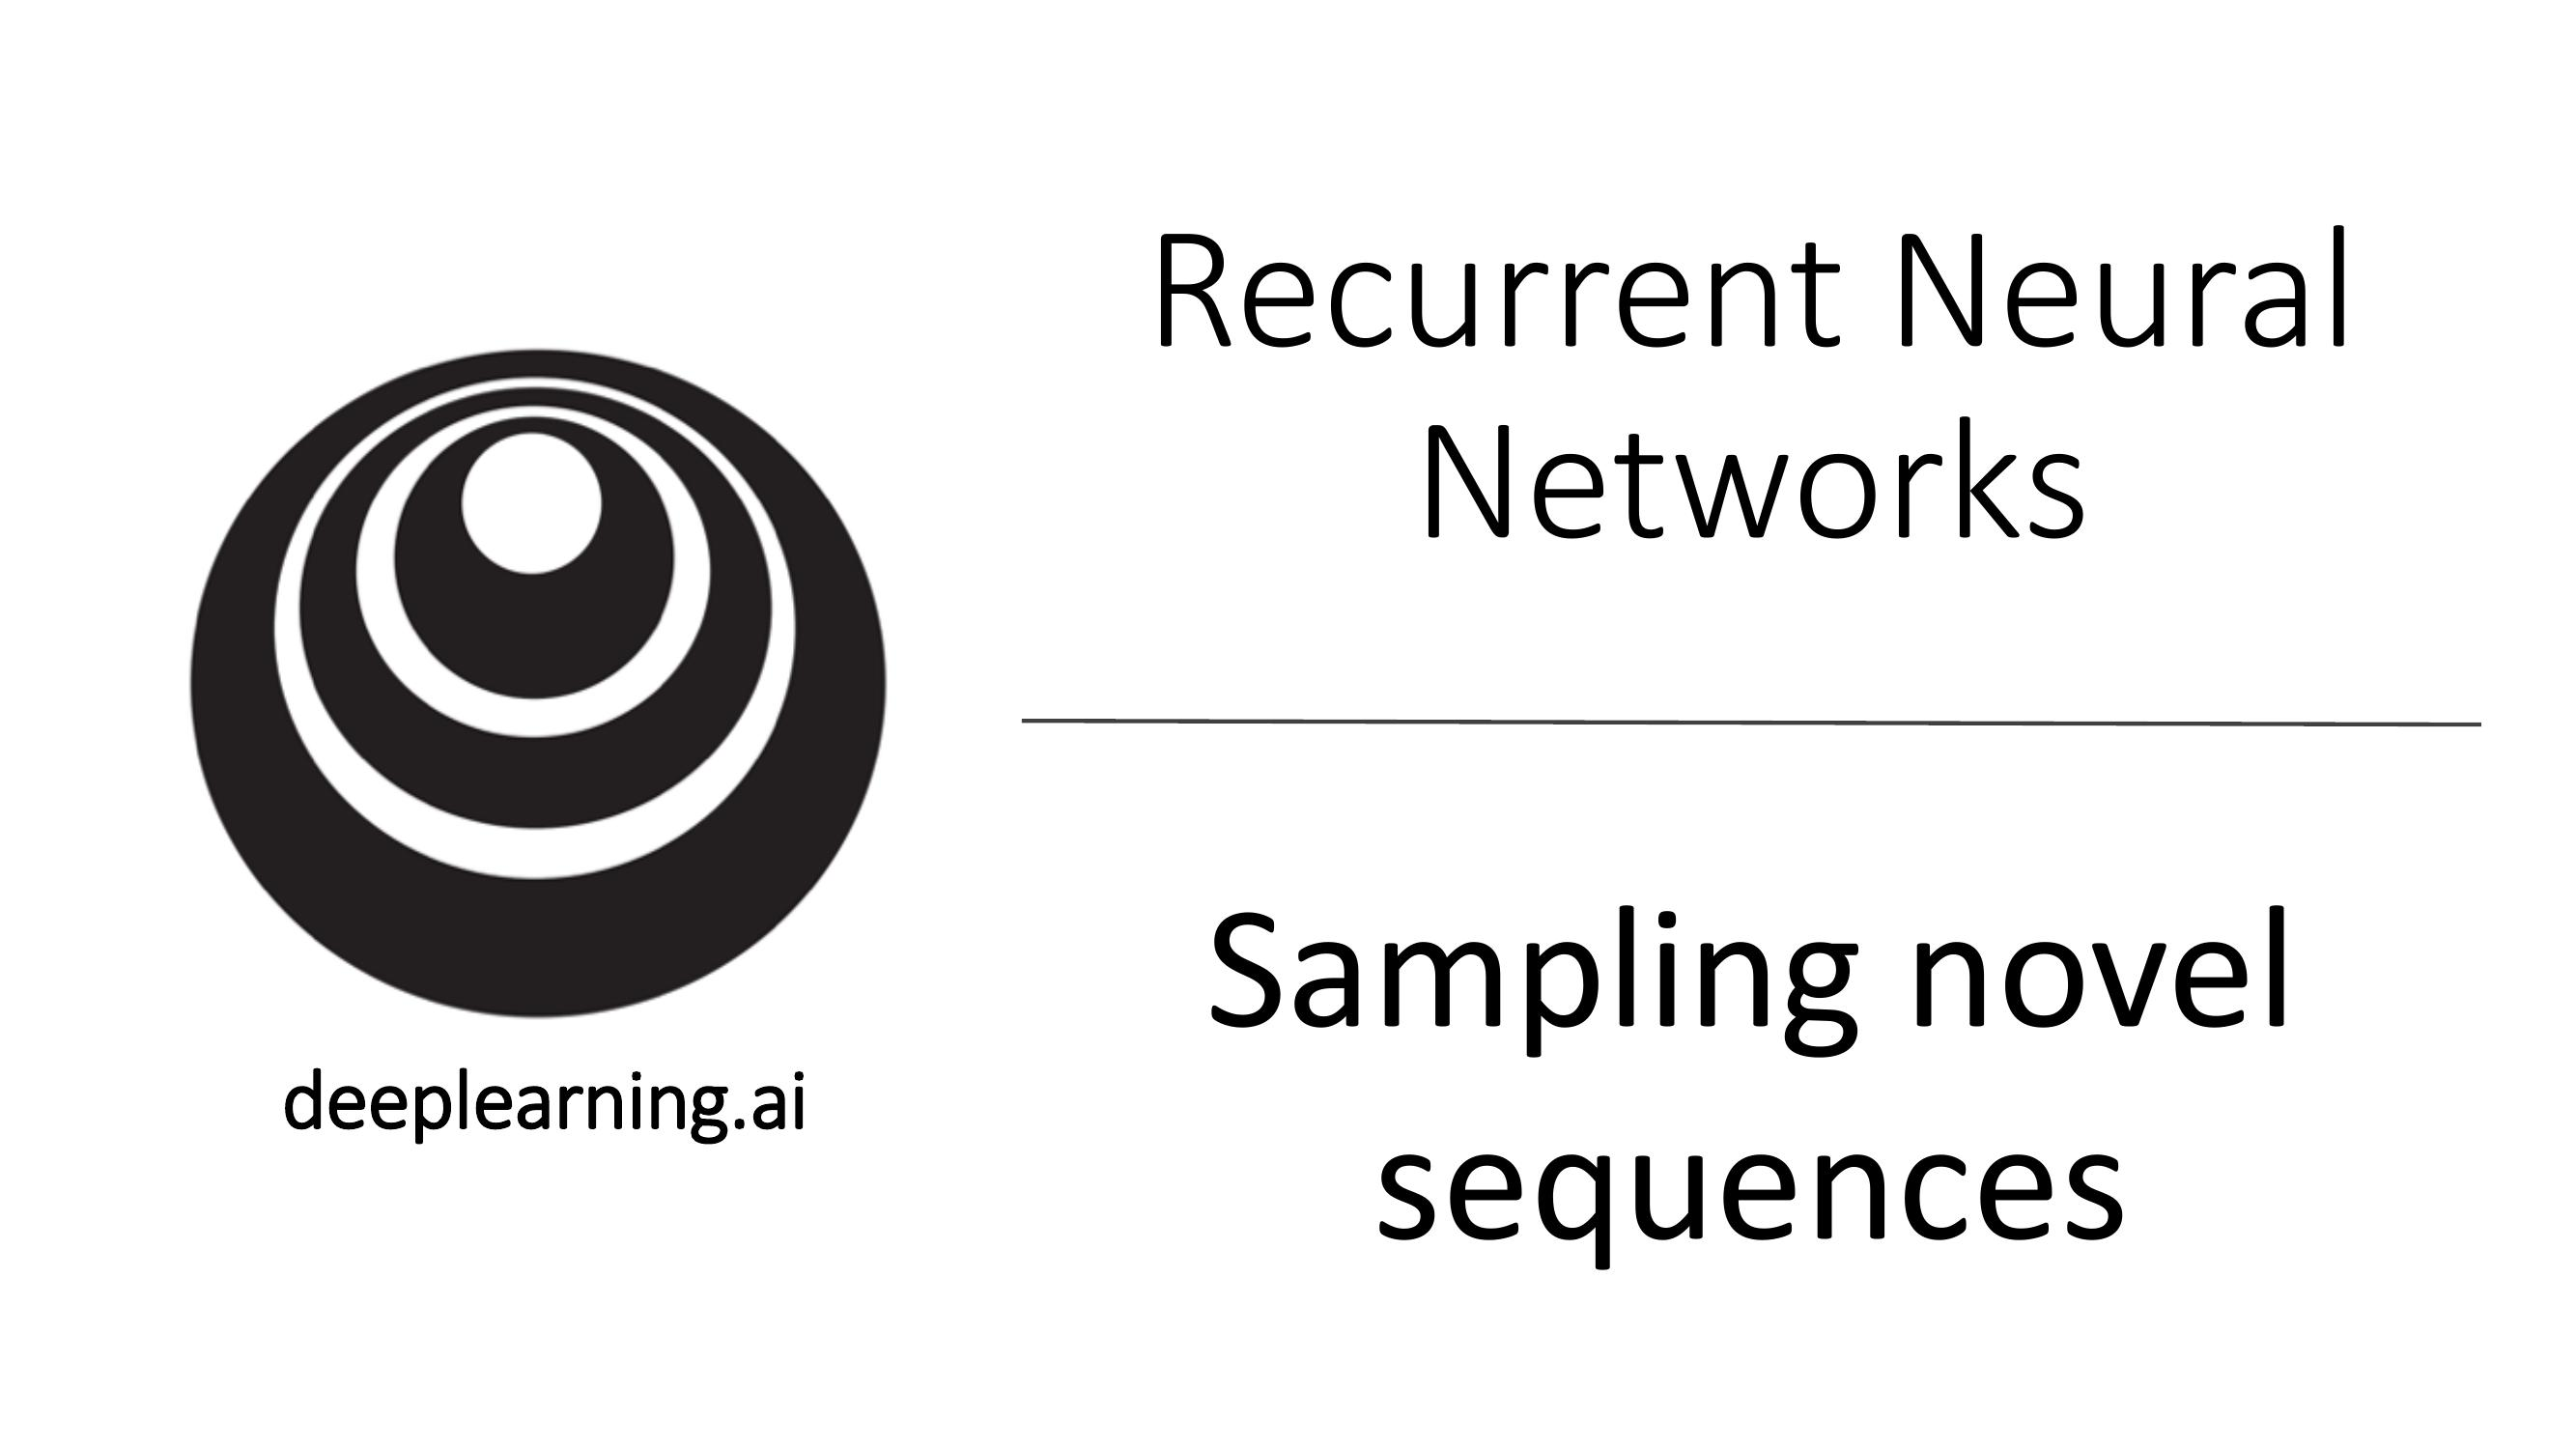 Recurrent Neural
Networks
Sampling novel
sequences
deeplearning.ai